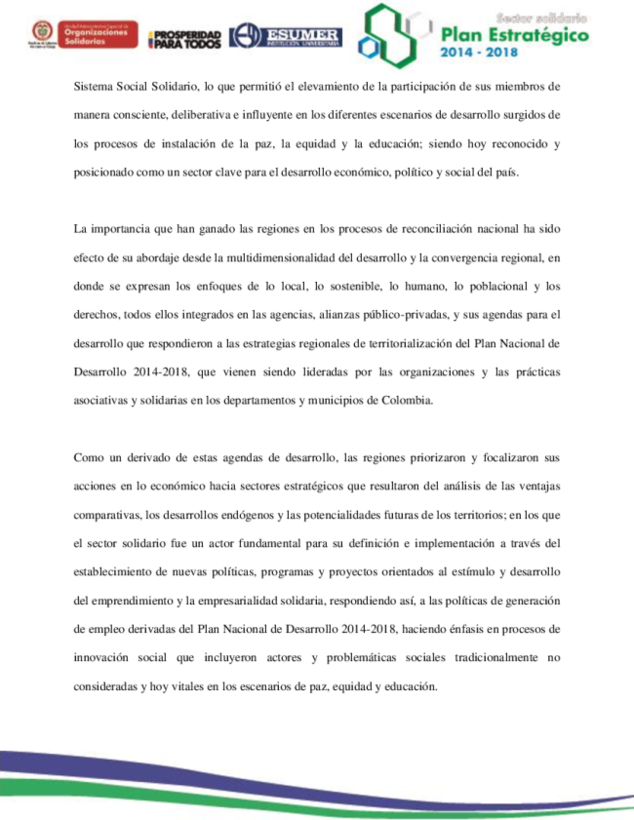 Unidad Administrativa Especial de
Organizaciones
Solidarias
PROSPERIDAD
PARA TODOS
ESUMER
INSTITUCIÓN UNIVERSITARIA
Sector solidario
Plan Estratégico
2014 - 2018
Sistema Social Solidario, lo que permitió el elevamiento de la participación de sus miembros de
manera consciente, deliberativa e influyente en los diferentes escenarios de desarrollo surgidos de
los procesos de instalación de la paz, la equidad y la educación; siendo hoy reconocido y
posicionado como un sector clave para el desarrollo económico, político y social del país.
La importancia que han ganado las regiones en los procesos de reconciliación nacional ha sido
efecto de su abordaje desde la multidimensionalidad del desarrollo y la convergencia regional, en
donde se expresan los enfoques de lo local, lo sostenible, lo humano, lo poblacional y los
derechos, todos ellos integrados en las agencias, alianzas público-privadas, y sus agendas para el
desarrollo que respondieron a las estrategias regionales de territorialización del Plan Nacional de
Desarrollo 2014-2018, que vienen siendo lideradas por las organizaciones y las prácticas
asociativas y solidarias en los departamentos y municipios de Colombia.
Como un derivado de estas agendas de desarrollo, las regiones priorizaron y focalizaron sus
acciones en lo económico hacia sectores estratégicos que resultaron del análisis de las ventajas
comparativas, los desarrollos endógenos y las potencialidades futuras de los territorios; en los que
el sector solidario fue un actor fundamental para su definición e implementación a través del
establecimiento de nuevas políticas, programas y proyectos orientados al estímulo y desarrollo
del emprendimiento y la empresarialidad solidaria, respondiendo así, a las políticas de generación
de empleo derivadas del Plan Nacional de Desarrollo 2014-2018, haciendo énfasis en procesos de
innovación social que incluyeron actores y problemáticas sociales tradicionalmente no
consideradas y hoy vitales en los escenarios de paz, equidad y educación.